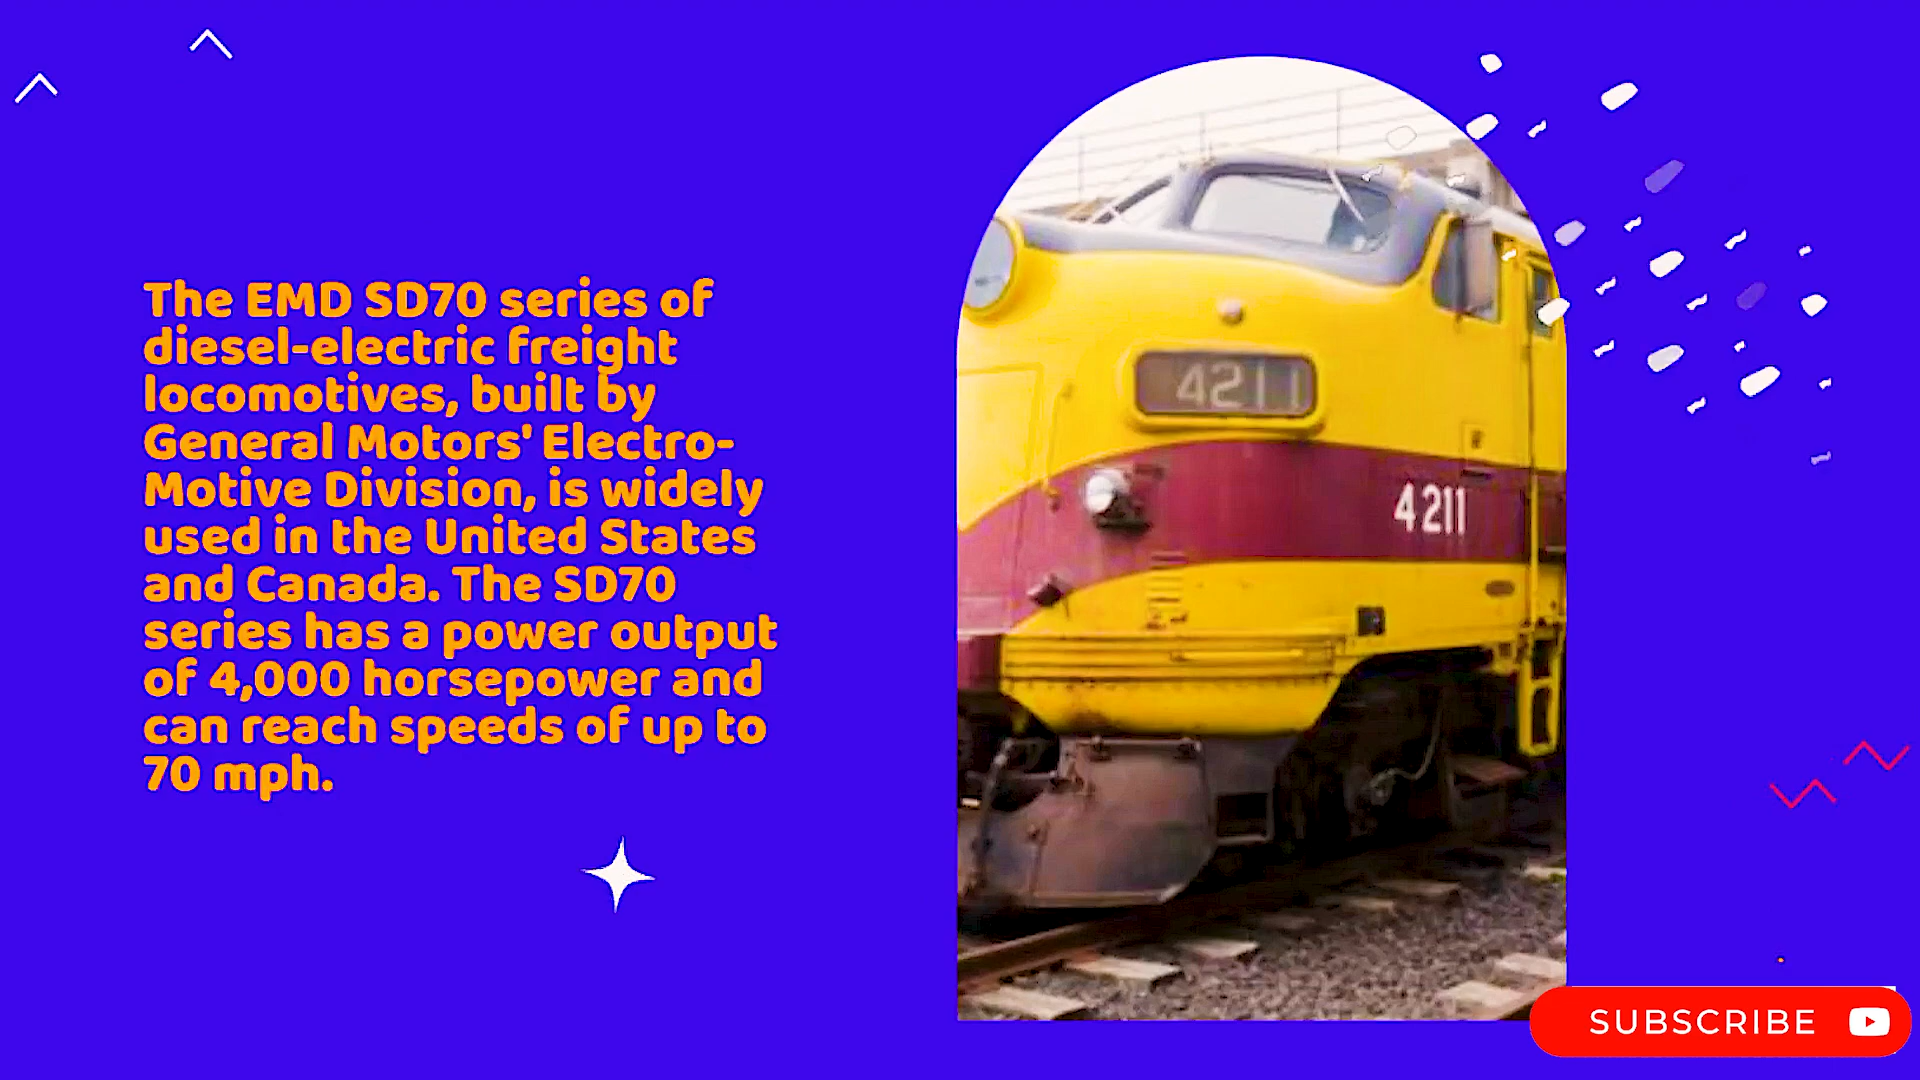 The EMD SD70 series of
diesel-electric freight
locomotives, built by
General Motors' Electro-
Motive Division, is widely
used in the United States
and Canada. The SD70
series has a power output
of 4,000 horsepower and
can reach speeds of up to
70 mph.
4211
4211
SUBSCRIBE